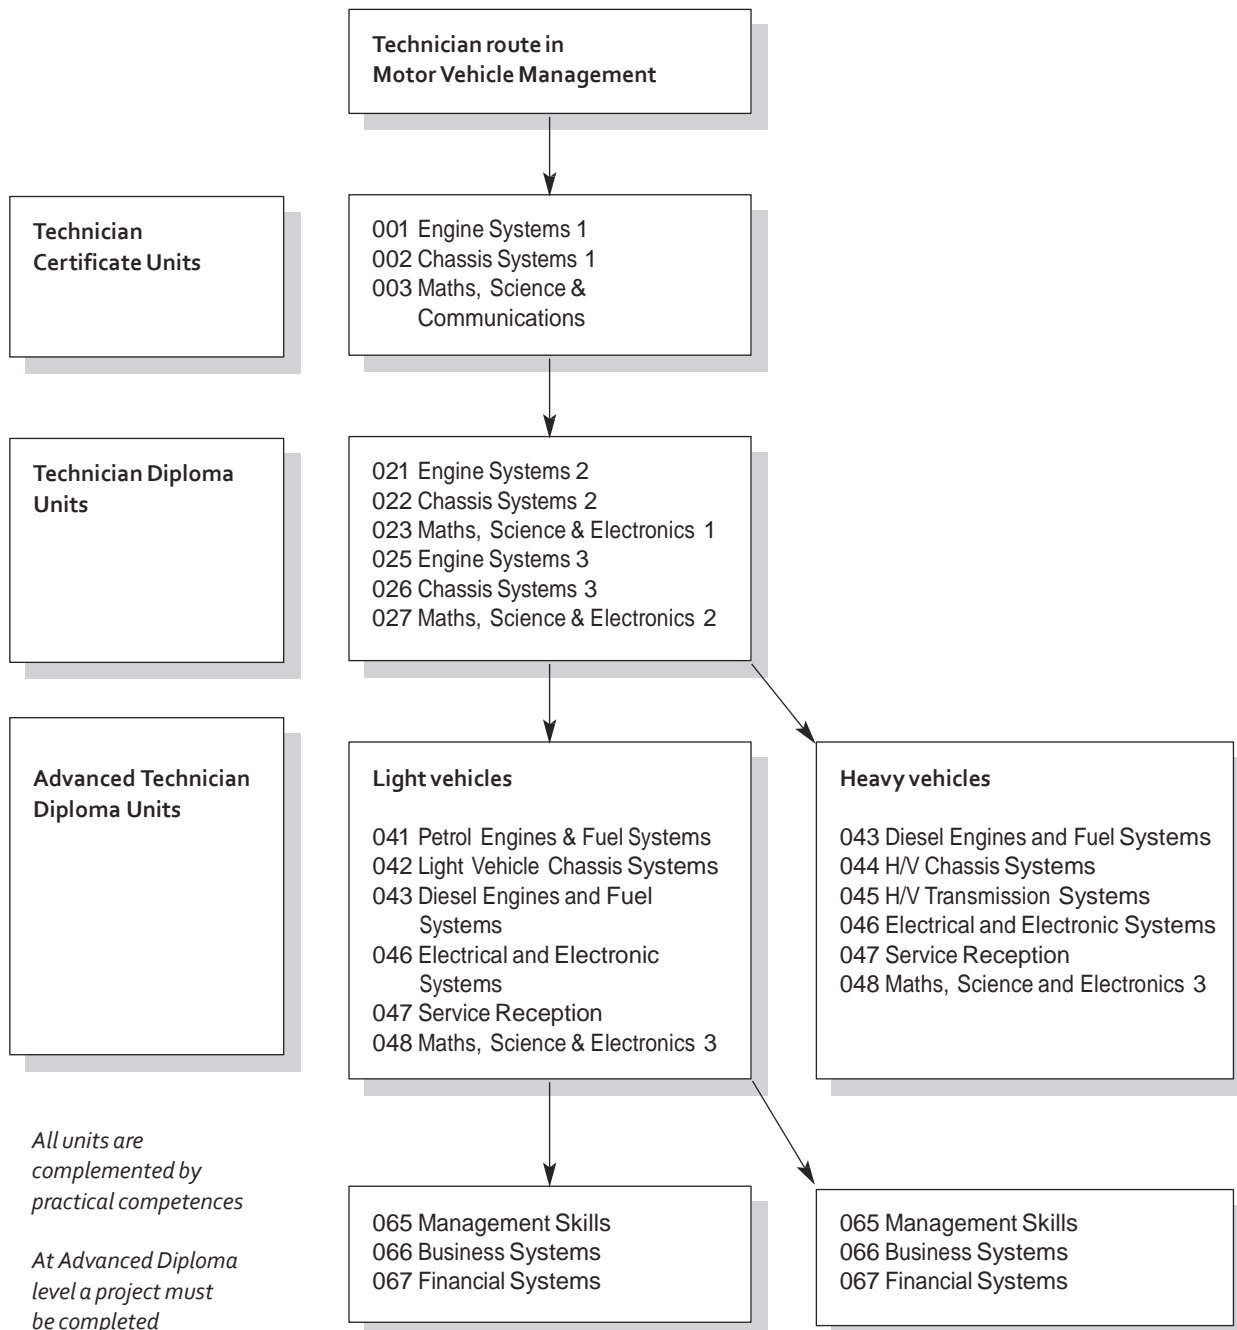 Technician route in
Motor Vehicle Management
Technician
Certificate Units
001 Engine Systems 1
002 Chassis Systems 1
003 Maths, Science &
Communications
Technician Diploma
Units
021 Engine Systems 2
022 Chassis Systems 2
023 Maths, Science & Electronics 1
025 Engine Systems 3
026 Chassis Systems 3
027 Maths, Science & Electronics 2
Advanced Technician
Diploma Units
Light vehicles
041 Petrol Engines & Fuel Systems
042 Light Vehicle Chassis Systems
043 Diesel Engines and Fuel
Systems
046 Electrical and Electronic
Systems
047 Service Reception
048 Maths, Science & Electronics 3
Heavy vehicles
043 Diesel Engines and Fuel Systems
044 H/V Chassis Systems
045 H/V Transmission Systems
046 Electrical and Electronic Systems
047 Service Reception
048 Maths, Science and Electronics 3
All units are
complemented by
practical competences
At Advanced Diploma
level a project must
be completed
065 Management Skills
066 Business Systems
067 Financial Systems
065 Management Skills
066 Business Systems
067 Financial Systems